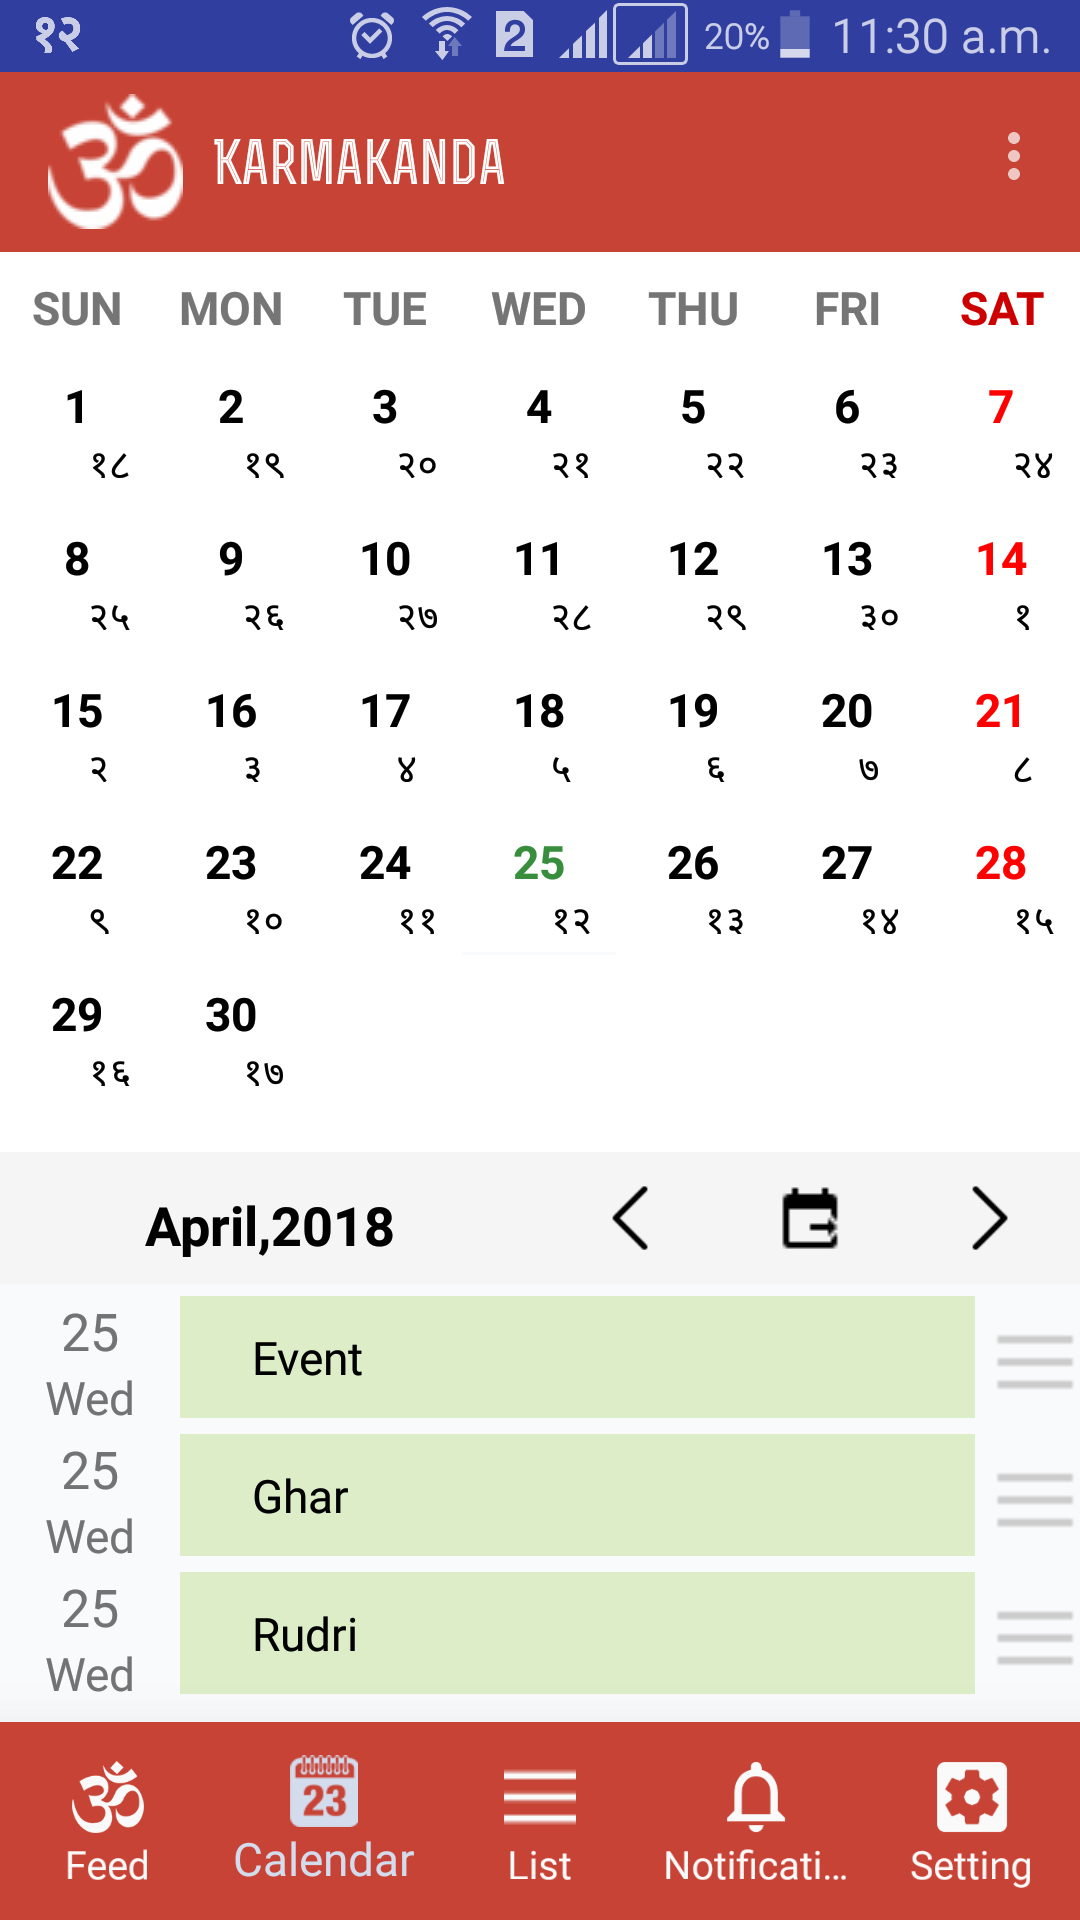 १२ 2 20% 11:30 a.m.
ॐ KARMAKANDA
SUN MON TUE WED THU FRI SAT
1 2 3 4 5 6 7
१८ १९ २० २१ २२ २३ २४
8 9 10 11 12 13 14
२५ २६ २७ २८ २९ ३० १
15 16 17 18 19 20 21
२ ३ ४ ५ ६ ७ ८
22 23 24 25 26 27 28
९ १० ११ १२ १३ १४ १५
29 30
१६ १७
April,2018
25
Event
Wed
25
Ghar
Wed
25
Rudri
Wed
ॐ 23
Feed Calendar List Notificati... Setting